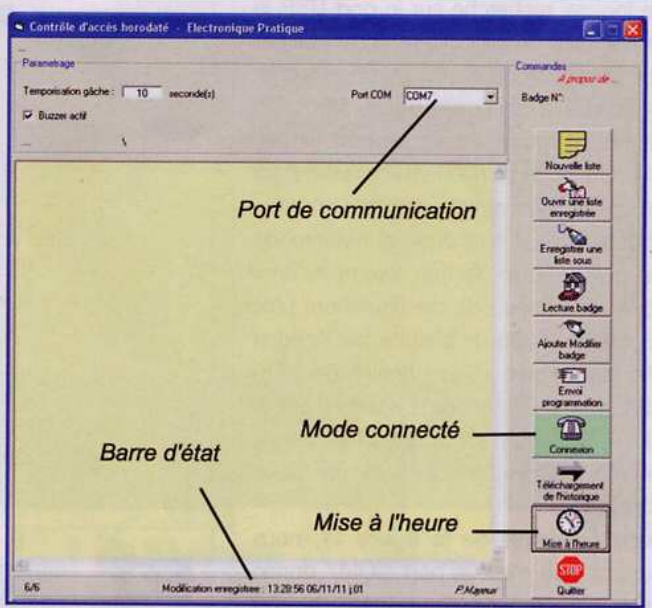 Contrôle d'accès horodaté - Electronique Pratique
...
Parametrage
Temporisation gâche : 10 seconde(s)
Port COM COM7
Buzzer actif
...
Commandes
A propos de ...
Badge N°:
Port de communication
Nouvelle liste
Ouvrir une liste
enregistrée
Enregistrer une
liste sous
Lecture badge
Ajouter Modifier
badge
Envoi
programmation
Mode connecté
Connexion
Barre d'état
Téléchargement
de l'historique
Mise à l'heure
Mise à l'heure
STOP
Quitter
6/6
Modification enregistrée : 13:28:56 06/11/11 j:01
P.Mayeur